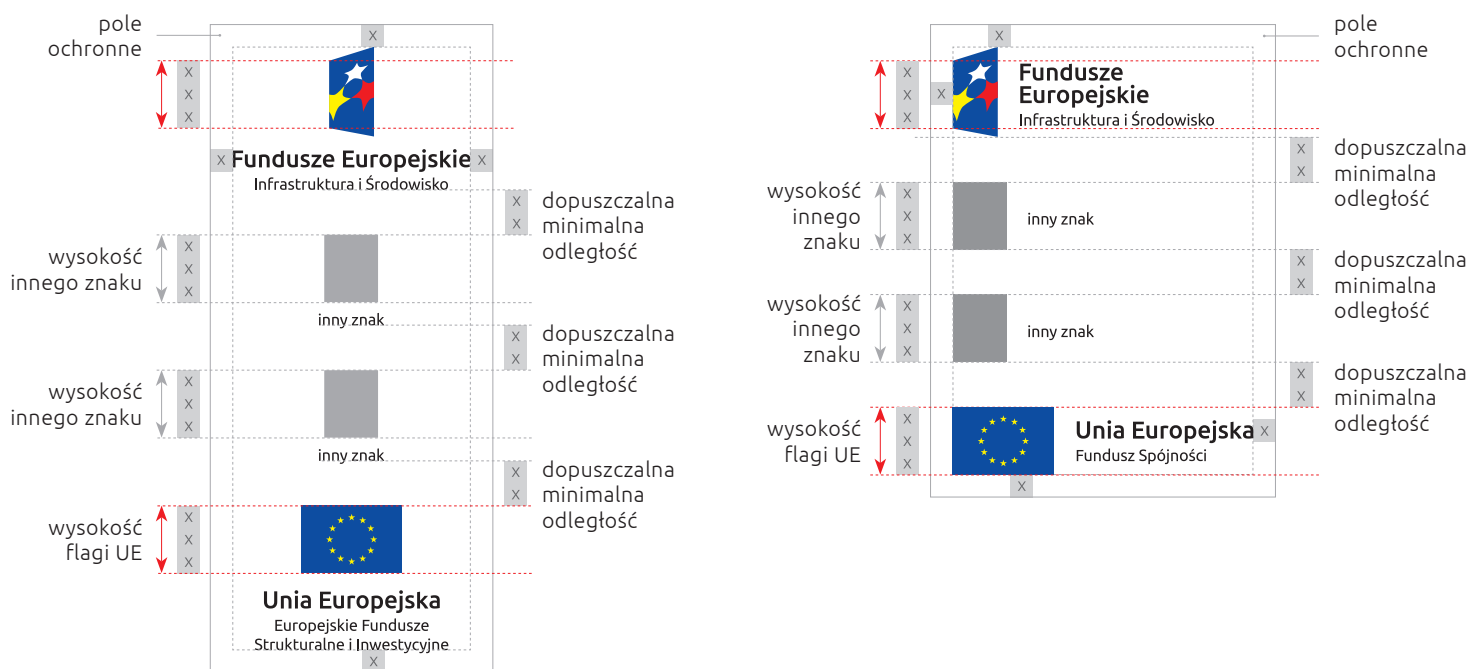 pole
ochronne
x
x
x
x
x Fundusze Europejskie x
Infrastruktura i Środowisko
x
x
dopuszczalna
minimalna
odległość
wysokość
innego znaku
x
x
x
inny znak
x
x
dopuszczalna
minimalna
odległość
wysokość
innego znaku
x
x
x
inny znak
x
x
dopuszczalna
minimalna
odległość
wysokość
flagi UE
x
x
x
Unia Europejska
Europejskie Fundusze
Strukturalne i Inwestycyjne
x
x
pole
ochronne
x
x
x
x
Fundusze
Europejskie
Infrastruktura i Środowisko
x
x
dopuszczalna
minimalna
odległość
wysokość
innego
znaku
x
x
x
inny znak
x
x
dopuszczalna
minimalna
odległość
wysokość
innego
znaku
x
x
x
inny znak
x
x
dopuszczalna
minimalna
odległość
wysokość
flagi UE
x
x
x
Unia Europejska x
Fundusz Spójności
x